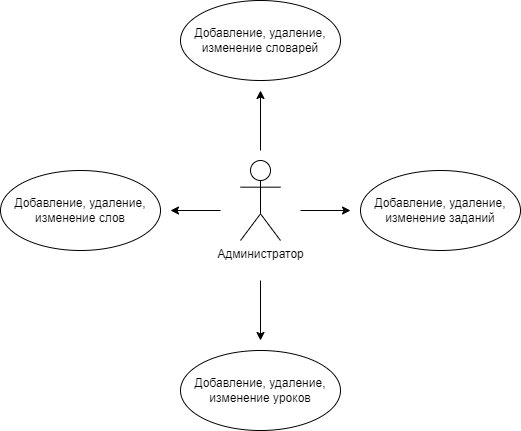 Добавление, удаление,
изменение словарей
Добавление, удаление,
изменение слов
Добавление, удаление,
изменение заданий
Администратор
Добавление, удаление,
изменение уроков